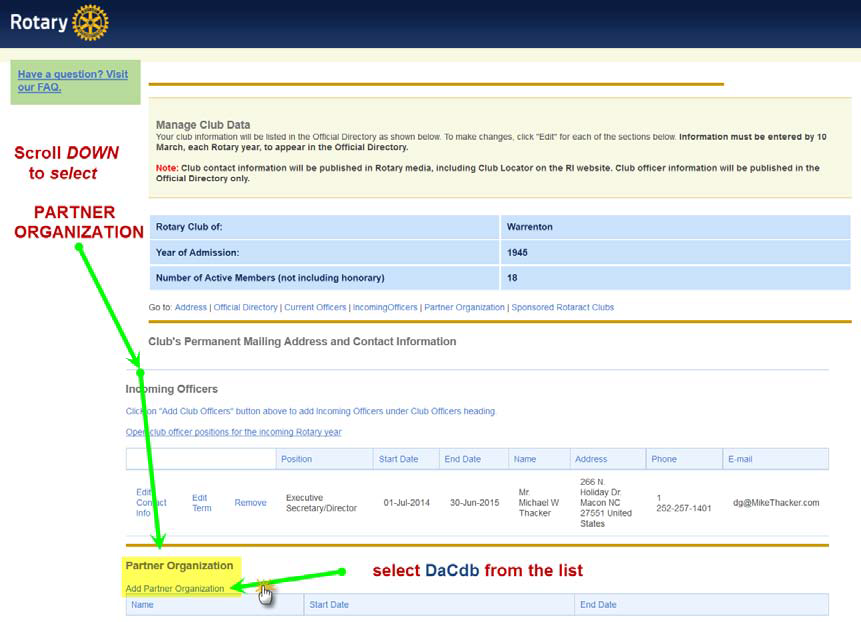 Rotary
Have a question? Visit
our FAQ.
Scroll DOWN
to select
PARTNER
ORGANIZATION
Manage Club Data
Your club information will be listed in the Official Directory as shown below. To make changes, click "Edit" for each of the sections below. Information must be entered by 10
March, each Rotary year, to appear in the Official Directory.
Note: Club contact information will be published in Rotary media, including Club Locator on the RI website. Club officer information will be published in the
Official Directory only.
Rotary Club of: Warrenton
Year of Admission: 1945
Number of Active Members (not including honorary) 18
Go to: Address | Official Directory | Current Officers | IncomingOfficers | Partner Organization | Sponsored Rotaract Clubs
Club's Permanent Mailing Address and Contact Information
Incoming Officers
Click on "Add Club Officers" button above to add Incoming Officers under Club Officers heading.
Open club officer positions for the incoming Rotary year
Position Start Date End Date Name Address Phone E-mail
Edit
Contact
Info
Edit
Term
Remove
Executive
Secretary/Director
01-Jul-2014
30-Jun-2015
Mr.
Michael W
Thacker
266 N.
Holiday Dr.
Macon NC
27551 United
States
1
252-257-1401
dg@MikeThacker.com
Partner Organization
select DaCdb from the list
Add Partner Organization
Name Start Date End Date